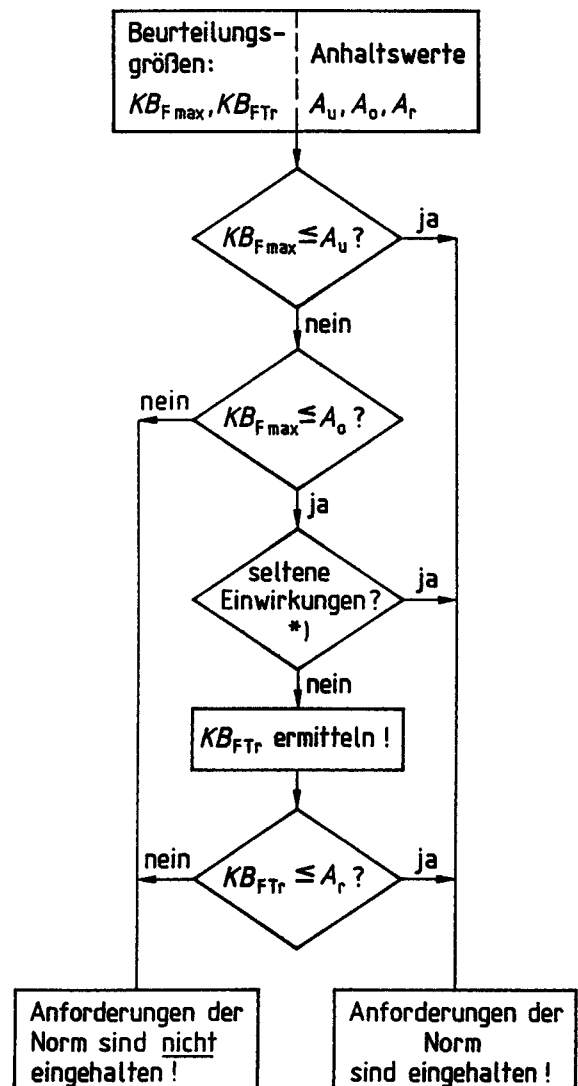 Beurteilungs-
größen:
Anhaltswerte
KB_Fmax, KB_FTr
A_u, A_o, A_r
KB_Fmax ≦ A_u ?
ja
nein
nein
KB_Fmax ≦ A_o ?
ja
seltene
Einwirkungen?
*)
ja
nein
KB_FTr ermitteln !
nein
KB_FTr ≦ A_r ?
ja
Anforderungen der
Norm sind nicht
eingehalten !
Anforderungen der
Norm
sind eingehalten !